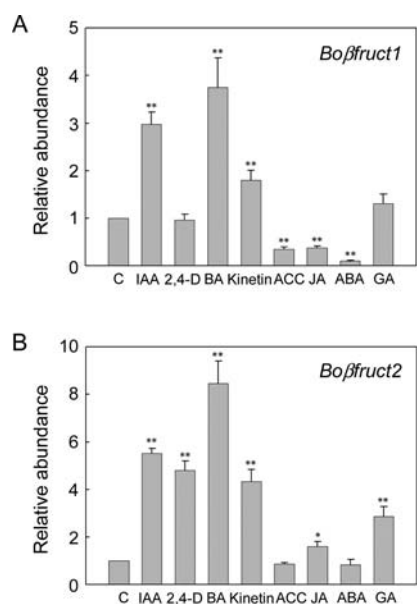 A
Boβfruct1
Relative abundance
5
4
3
2
1
0
** ** ** ** ** **
C IAA 2,4-D BA Kinetin ACC JA ABA GA
B
Boβfruct2
Relative abundance
10
8
6
4
2
0
** ** ** ** * **
C IAA 2,4-D BA Kinetin ACC JA ABA GA